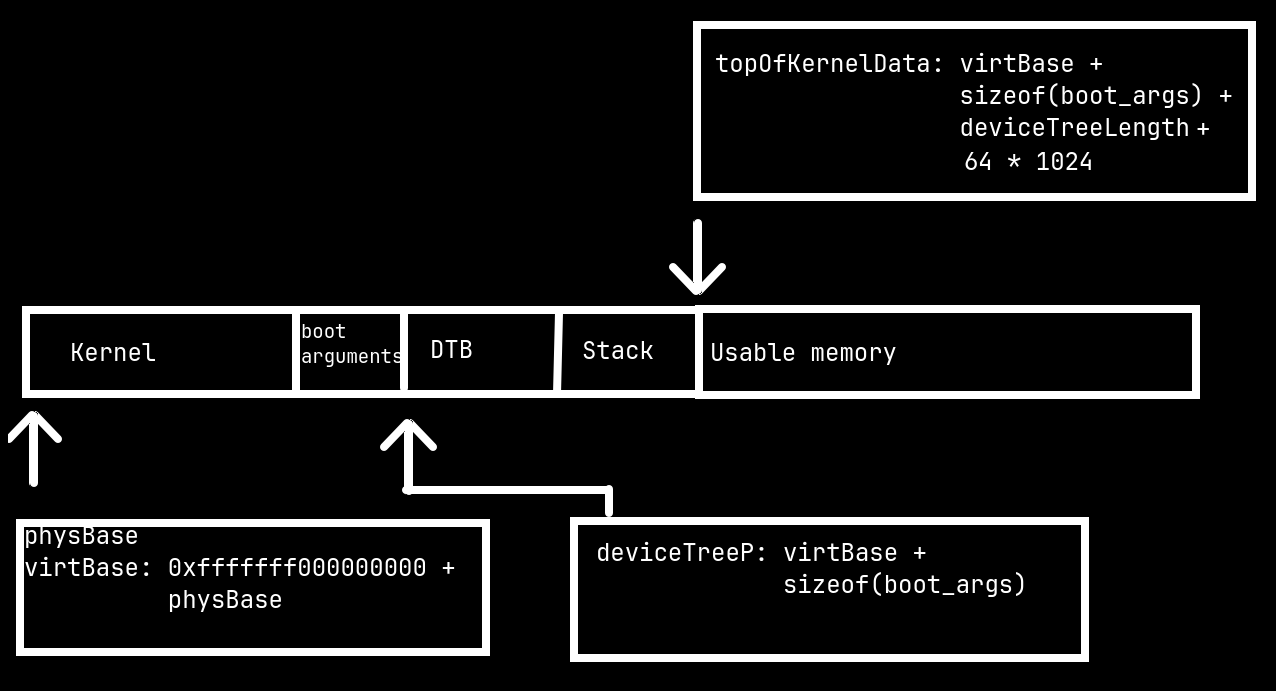 topOfKernelData: virtBase +
sizeof(boot_args) +
deviceTreeLength +
64 * 1024
Kernel
boot
arguments
DTB
Stack
Usable memory
physBase
virtBase: 0xfffffff000000000 +
physBase
deviceTreeP: virtBase +
sizeof(boot_args)